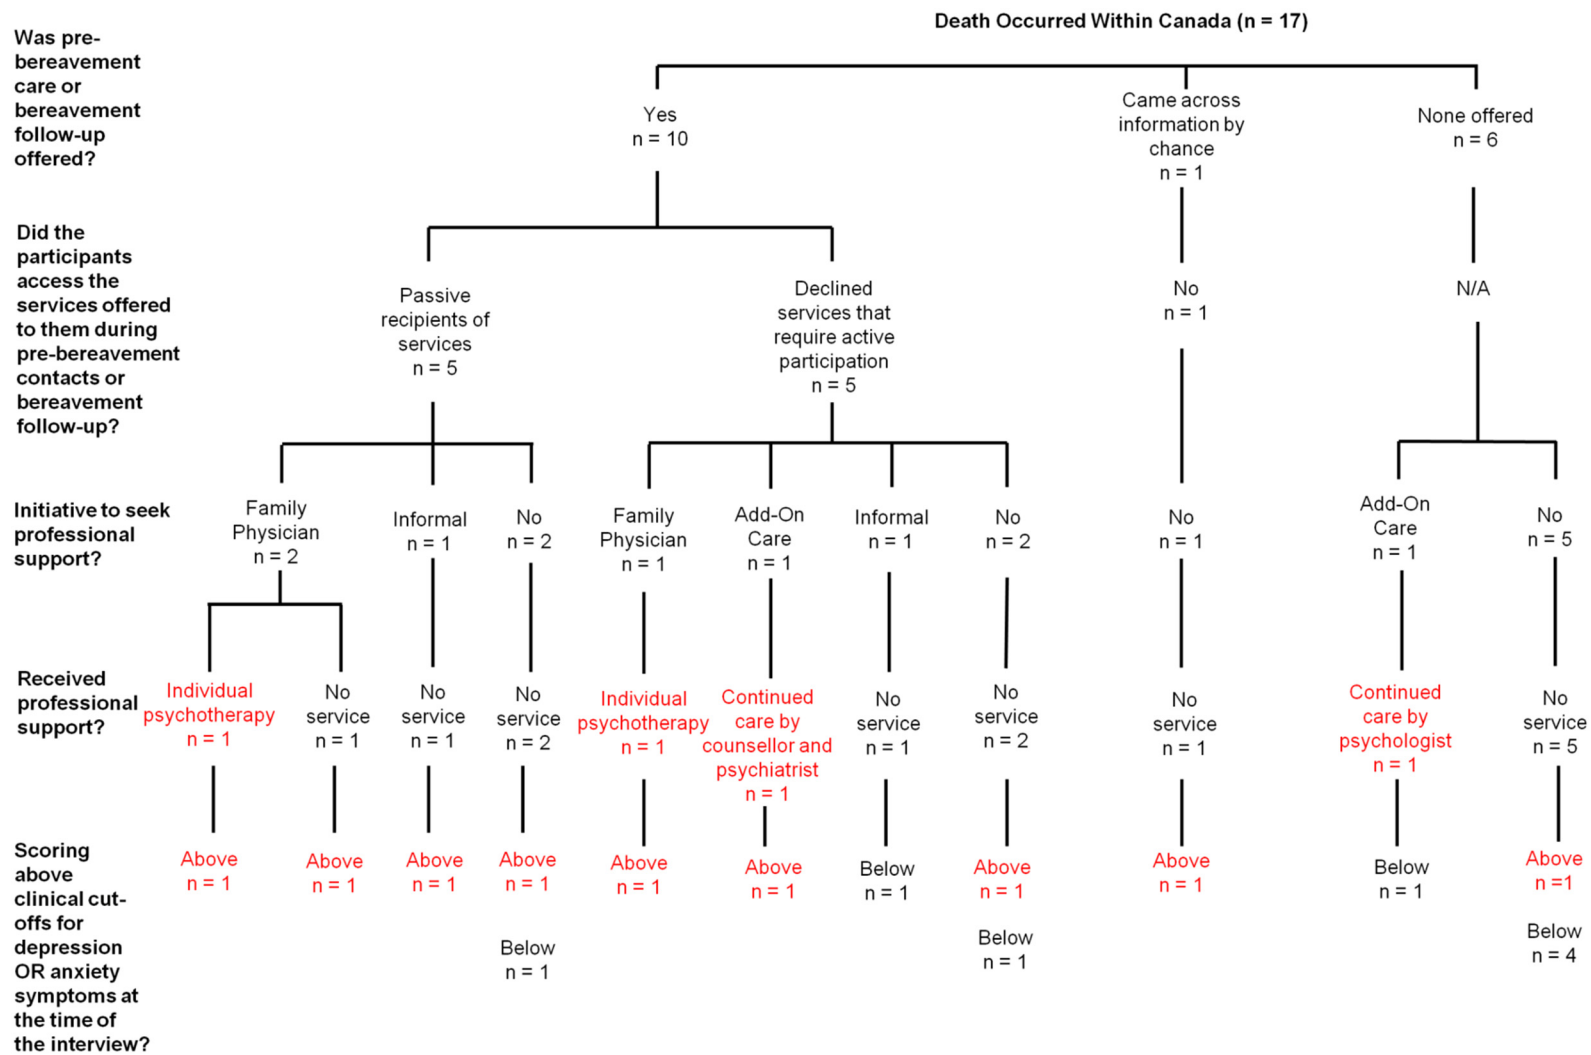 Death Occurred Within Canada (n = 17)
Was pre-
bereavement
care or
bereavement
follow-up
offered?
Yes
n = 10
Came across
information by
chance
n = 1
None offered
n = 6
Did the
participants
access the
services offered
to them during
pre-bereavement
contacts or
bereavement
follow-up?
Passive
recipients of
services
n = 5
Declined
services that
require active
participation
n = 5
No
n = 1
N/A
Initiative to seek
professional
support?
Family
Physician
n = 2
Informal
n = 1
No
n = 2
Family
Physician
n = 1
Add-On
Care
n = 1
Informal
n = 1
No
n = 2
No
n = 1
Add-On
Care
n = 1
No
n = 5
Received
professional
support?
Individual
psychotherapy
n = 1
No
service
n = 1
No
service
n = 1
No
service
n = 2
Individual
psychotherapy
n = 1
Continued
care by
counsellor and
psychiatrist
n = 1
No
service
n = 1
No
service
n = 2
No
service
n = 1
Continued
care by
psychologist
n = 1
No
service
n = 5
Scoring
above
clinical cut-
offs for
depression
OR anxiety
symptoms at
the time of
the interview?
Above
n = 1
Above
n = 1
Above
n = 1
Above
n = 1
Below
n = 1
Above
n = 1
Above
n = 1
Below
n = 1
Above
n = 1
Below
n = 1
Above
n = 1
Below
n = 1
Above
n =1
Below
n = 4